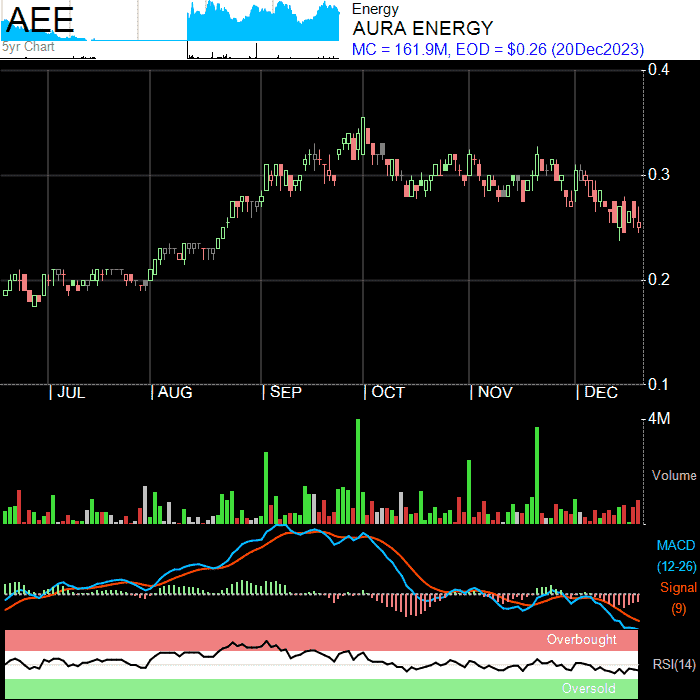 AEE
5yr Chart
Energy
AURA ENERGY
MC = 161.9M, EOD = $0.26 (20Dec2023)
0.4
0.3
0.2
0.1
JUL AUG SEP OCT NOV DEC
4M
Volume
MACD
(12-26)
Signal
(9)
Overbought
RSI(14)
Oversold